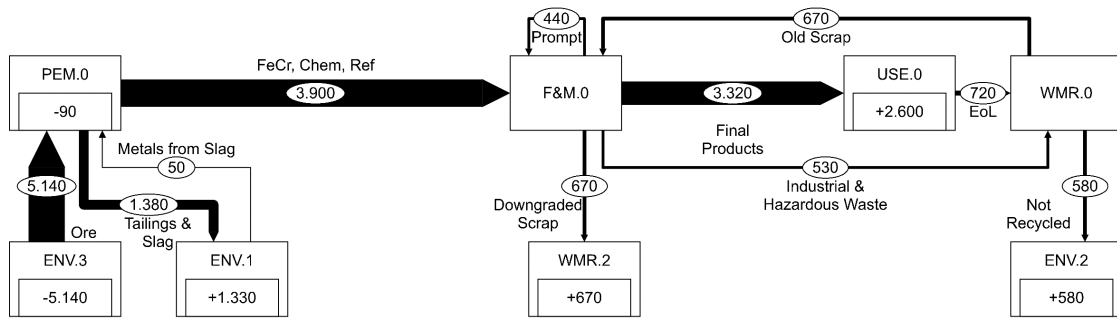 440
Prompt
670
Old Scrap
PEM.0
-90
FeCr, Chem, Ref
3.900
F&M.0
3.320
Final
Products
USE.0
+2.600
720
EoL
WMR.0
Metals from Slag
50
5.140
1.380
Tailings &
Slag
Ore
670
Downgraded
Scrap
530
Industrial &
Hazardous Waste
580
Not
Recycled
ENV.3
-5.140
ENV.1
+1.330
WMR.2
+670
ENV.2
+580